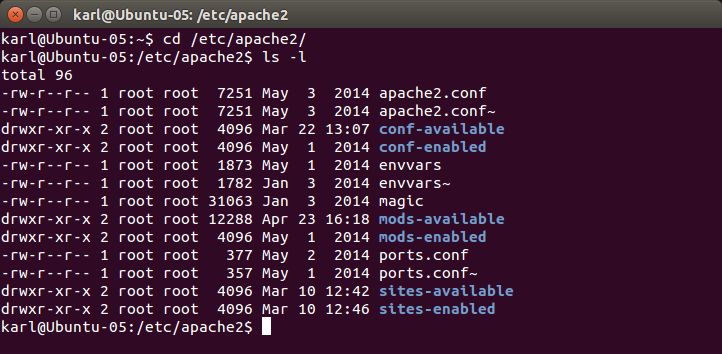 karl@Ubuntu-05: /etc/apache2
karl@Ubuntu-05:~$ cd /etc/apache2/
karl@Ubuntu-05:/etc/apache2$ ls -l
total 96
-rw-r--r-- 1 root root  7251 May  3  2014 apache2.conf
-rw-r--r-- 1 root root  7251 May  3  2014 apache2.conf~
drwxr-xr-x 2 root root  4096 Mar 22 13:07 conf-available
drwxr-xr-x 2 root root  4096 May  1  2014 conf-enabled
-rw-r--r-- 1 root root  1873 May  1  2014 envvars
-rw-r--r-- 1 root root  1782 Jan  3  2014 envvars~
-rw-r--r-- 1 root root 31063 Jan  3  2014 magic
drwxr-xr-x 2 root root 12288 Apr 23 16:18 mods-available
drwxr-xr-x 2 root root  4096 May  1  2014 mods-enabled
-rw-r--r-- 1 root root   377 May  2  2014 ports.conf
-rw-r--r-- 1 root root   357 May  1  2014 ports.conf~
drwxr-xr-x 2 root root  4096 Mar 10 12:42 sites-available
drwxr-xr-x 2 root root  4096 Mar 10 12:46 sites-enabled
karl@Ubuntu-05:/etc/apache2$